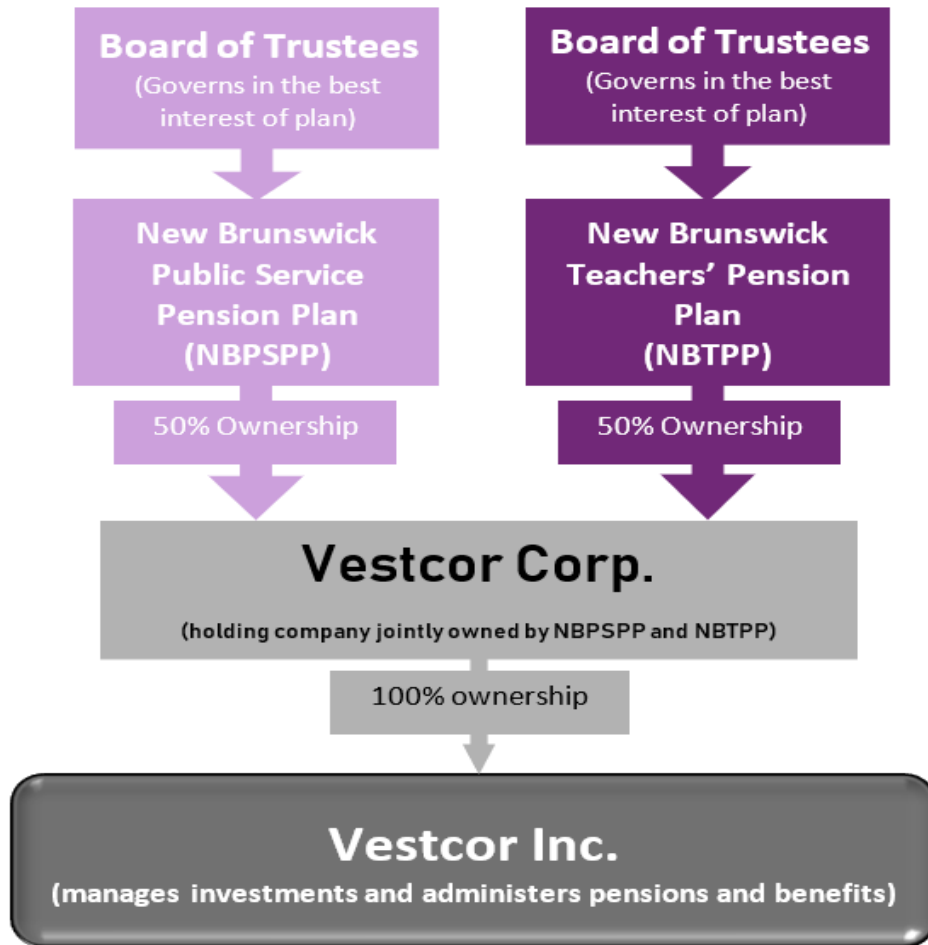 Board of Trustees
(Governs in the best
interest of plan)
Board of Trustees
(Governs in the best
interest of plan)
New Brunswick
Public Service
Pension Plan
(NBPSPP)
New Brunswick
Teachers’ Pension
Plan
(NBTPP)
50% Ownership
50% Ownership
Vestcor Corp.
(holding company jointly owned by NBPSPP and NBTPP)
100% ownership
Vestcor Inc.
(manages investments and administers pensions and benefits)